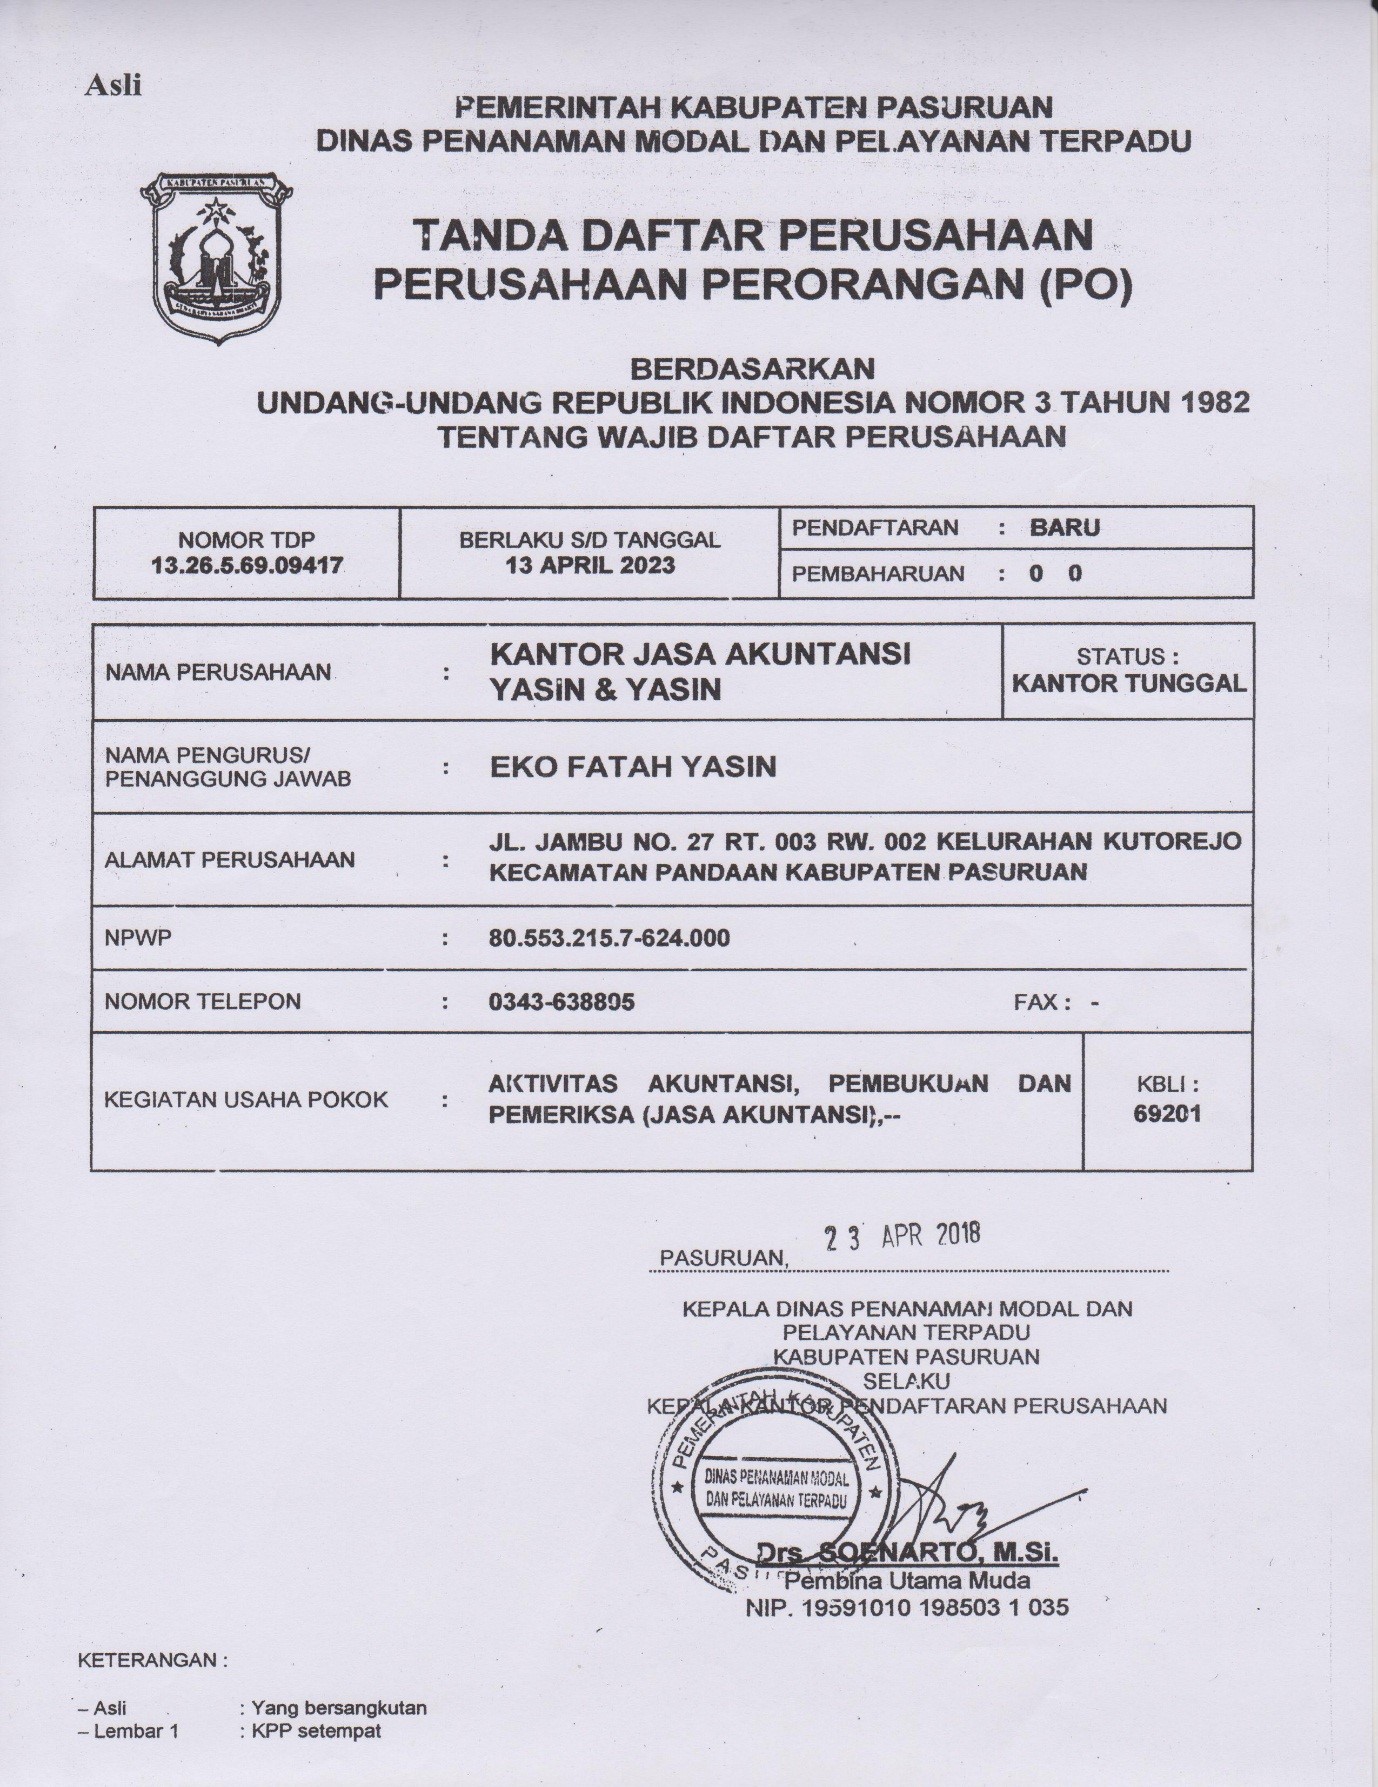 Asli
PEMERINTAH KABUPATEN PASURUAN
DINAS PENANAMAN MODAL DAN PELAYANAN TERPADU
KABUPATEN PASURUAN
TANDA DAFTAR PERUSAHAAN
PERUSAHAAN PERORANGAN (PO)
BERDASARKAN
UNDANG-UNDANG REPUBLIK INDONESIA NOMOR 3 TAHUN 1982
TENTANG WAJIB DAFTAR PERUSAHAAN
NOMOR TDP
13.26.5.69.09417
BERLAKU S/D TANGGAL
13 APRIL 2023
PENDAFTARAN : BARU
PEMBAHARUAN : 0 0
NAMA PERUSAHAAN :
KANTOR JASA AKUNTANSI
YASIN & YASIN
STATUS :
KANTOR TUNGGAL
NAMA PENGURUS/
PENANGGUNG JAWAB : EKO FATAH YASIN
ALAMAT PERUSAHAAN :
JL. JAMBU NO. 27 RT. 003 RW. 002 KELURAHAN KUTOREJO
KECAMATAN PANDAAN KABUPATEN PASURUAN
NPWP : 80.553.215.7-624.000
NOMOR TELEPON : 0343-638895 FAX : -
KEGIATAN USAHA POKOK :
AKTIVITAS AKUNTANSI, PEMBUKUAN DAN
PEMERIKSA (JASA AKUNTANSI),--
KBLI :
69201
PASURUAN, 23 APR 2018
KEPALA DINAS PENANAMAN MODAL DAN
PELAYANAN TERPADU
KABUPATEN PASURUAN
SELAKU
KEPALA KANTOR PENDAFTARAN PERUSAHAAN
PEMERINTAH KABUPATEN
DINAS PENANAMAN MODAL
DAN PELAYANAN TERPADU
Drs. SOENARTO, M.Si.
Pembina Utama Muda
NIP. 19591010 198503 1 035
KETERANGAN :
– Asli : Yang bersangkutan
– Lembar 1 : KPP setempat